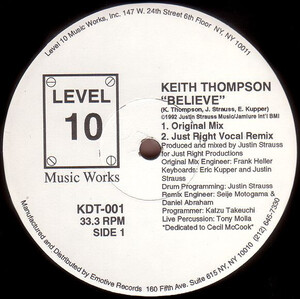 Level 10 Music Works, Inc. 147 W. 24th Street 6th Floor NY, NY, 10011
LEVEL
10
Music Works
KDT-001
33.3 RPM
SIDE 1
KEITH THOMPSON
"BELIEVE"
(K. Thompson, J. Strauss, E. Kupper)
©1992 Justin Strauss Music/Jamture Int'l BMI
1. Original Mix
2. Just Right Vocal Remix
Produced and mixed by Justin Strauss
for Just Right Productions
Original Mix Engineer: Frank Heller
Keyboards: Eric Kupper and Justin
Strauss
Drum Programming: Justin Strauss
Remix Engineer: Seije Motogama &
Daniel Abraham
Programmer: Katzu Takeuchi
Live Percussion: Tony Molla
"Dedicated to Cecil McCook"
Manufactured and Distributed by Emotive Records 160 Fifth Ave. Suite 615 NY, NY 10010 (212) 645-7330